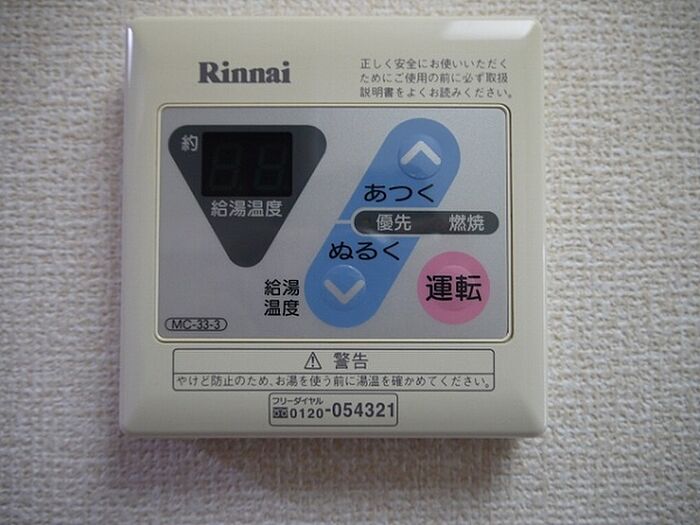 Rinnai
正しく安全にお使いいただく
ためにご使用の前に必ず取扱
説明書をよくお読みください。
約
給湯温度
あつく
優先 燃焼
ぬるく
給湯
温度
運転
MC-33-3
⚠ 警告
やけど防止のため、お湯を使う前に湯温を確かめてください。
フリーダイヤル
0120-054321